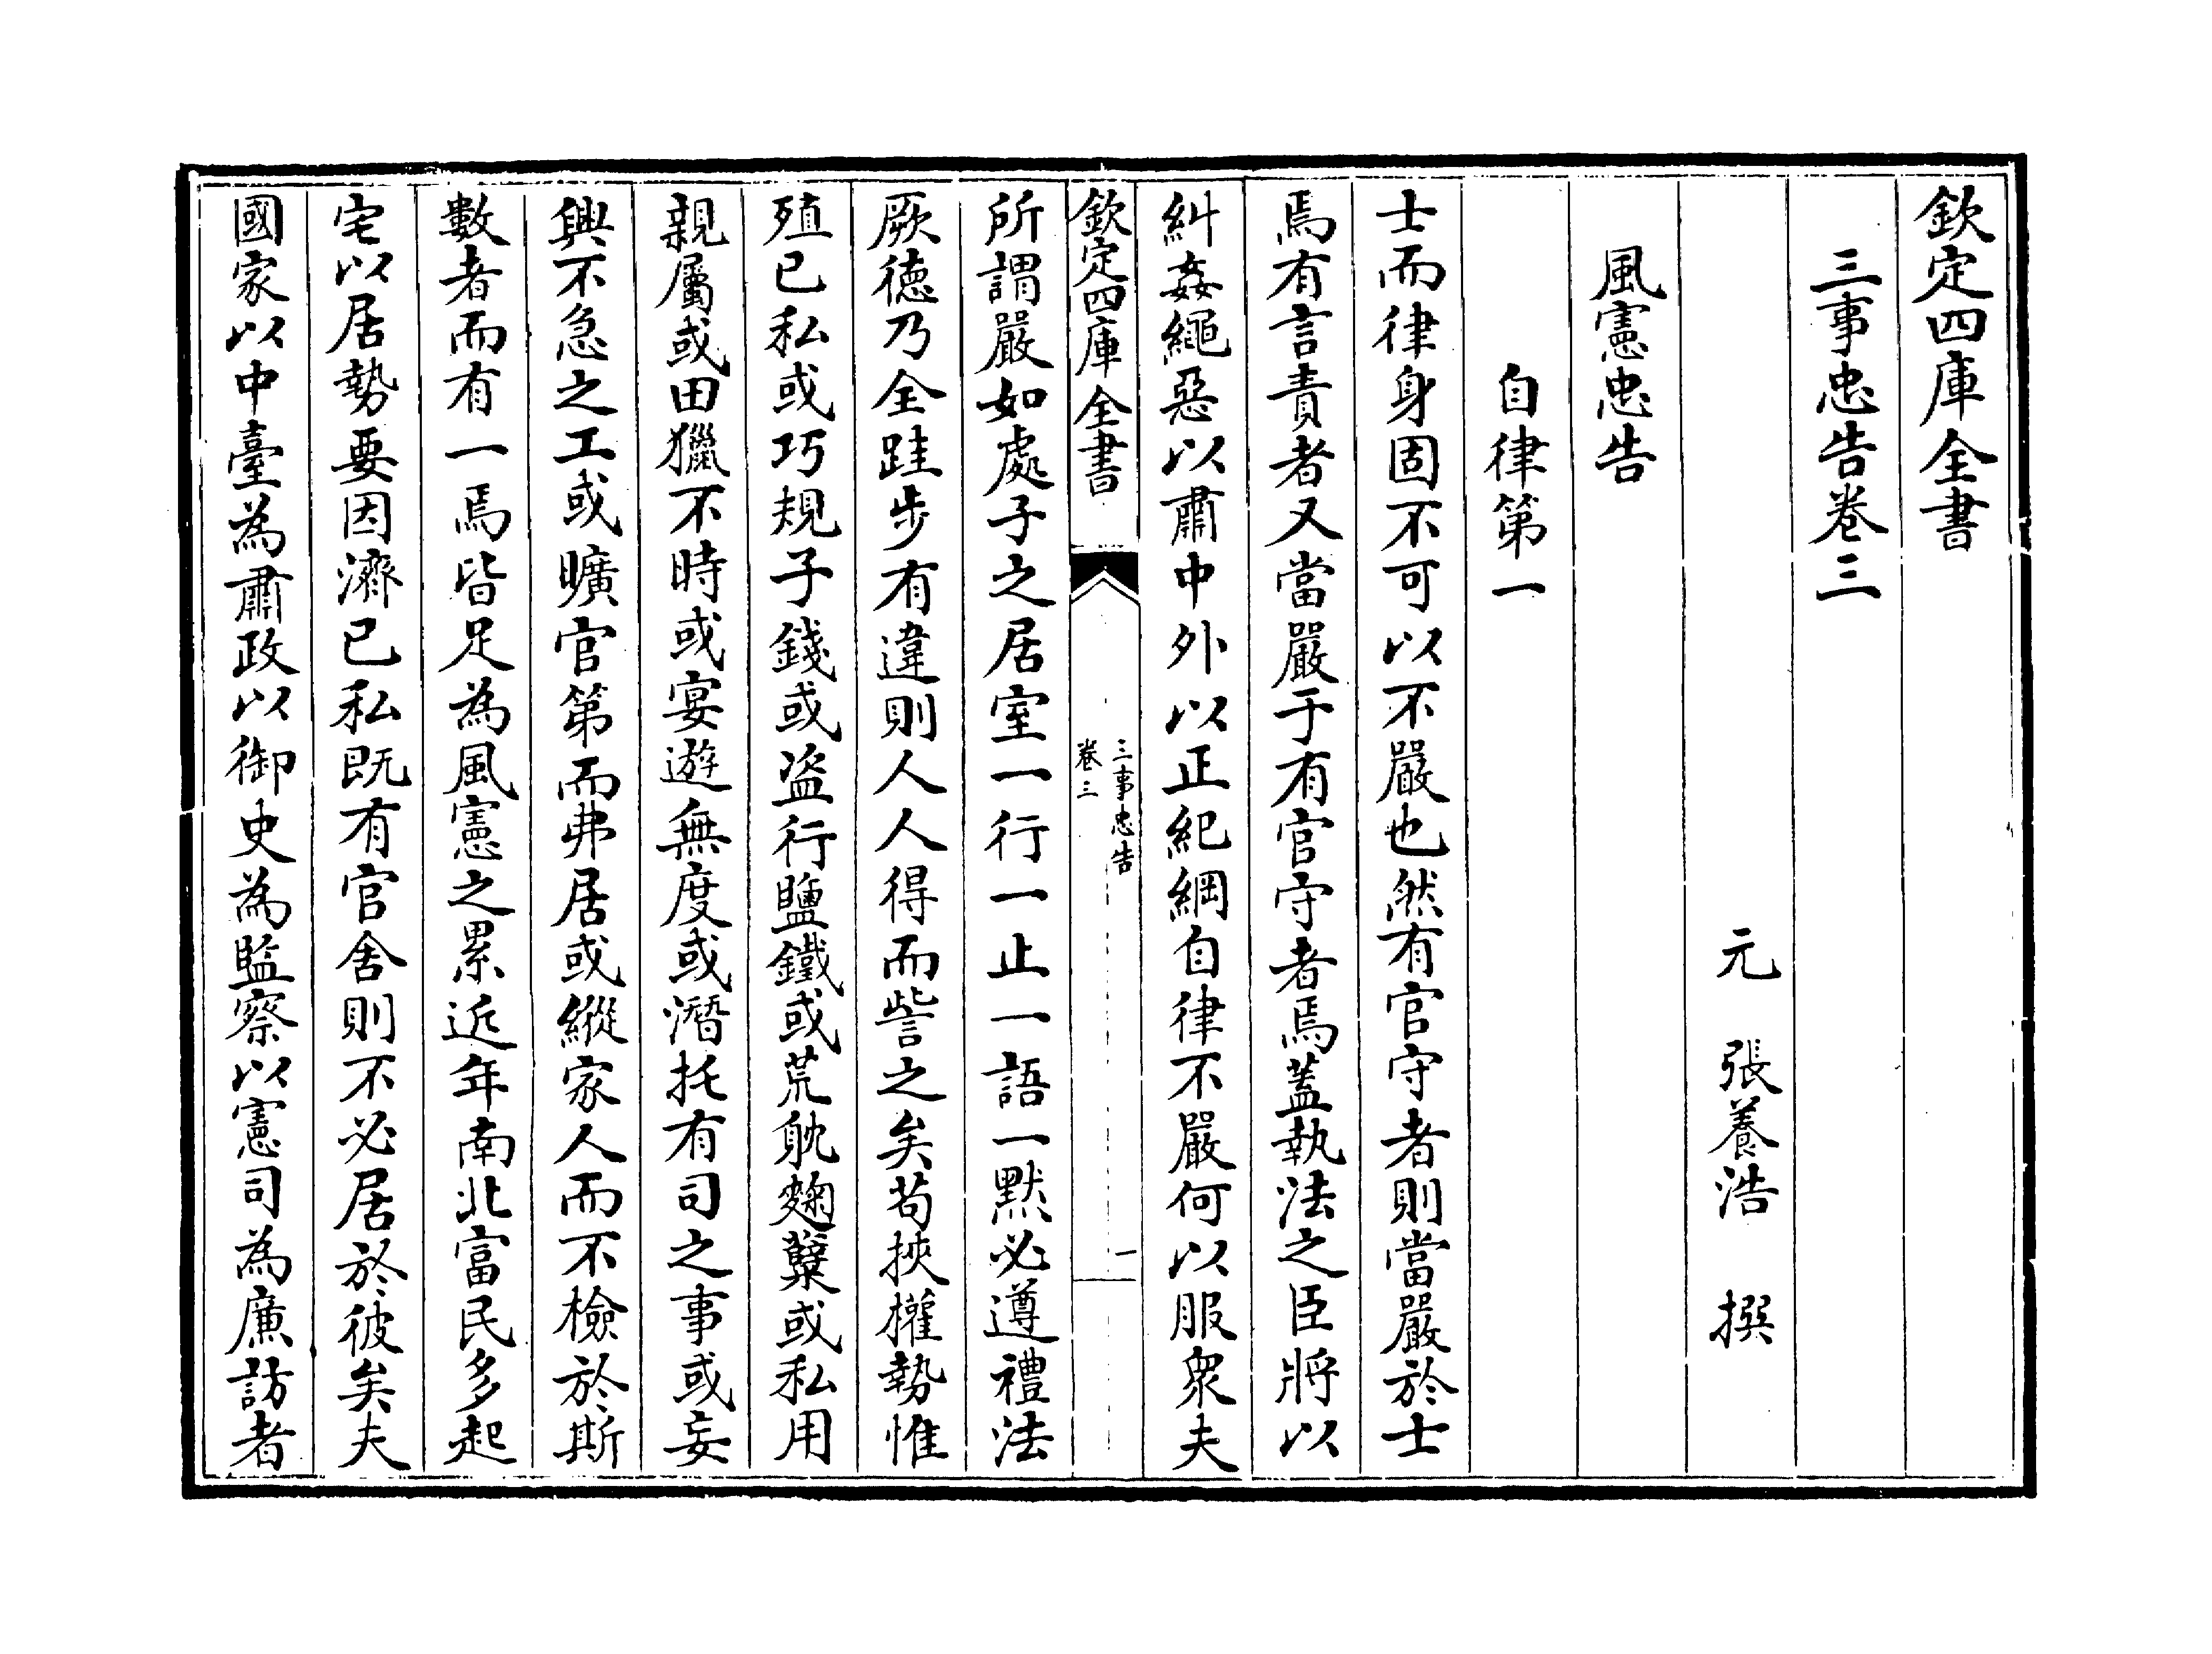 欽定四庫全書
三事忠告卷三
元　張養浩　撰
風憲忠告
自律第一
士而律身固不可以不嚴也然有官守者則當嚴於士
焉有言責者又當嚴于有官守者焉蓋執法之臣將以
糾姦繩惡以肅中外以正紀綱自律不嚴何以服衆夫
欽定四庫全書
三事忠告
卷三
一
所謂嚴如處子之居室一行一止一語一默必遵禮法
厥德乃全跬步有違則人人得而訾之矣苟挾權勢惟
殖已私或巧規子錢或盗行鹽鐵或荒躭麴糵或私用
親屬或田獵不時或宴遊無度或潛托有司之事或妄
興不急之工或曠官第而弗居或縱家人而不檢於斯
數者而有一焉皆足為風憲之累近年南北富民多起
宅以居勢要因濟已私既有官舍則不必居於彼矣夫
國家以中臺為肅政以御史為監察以憲司為廉訪者